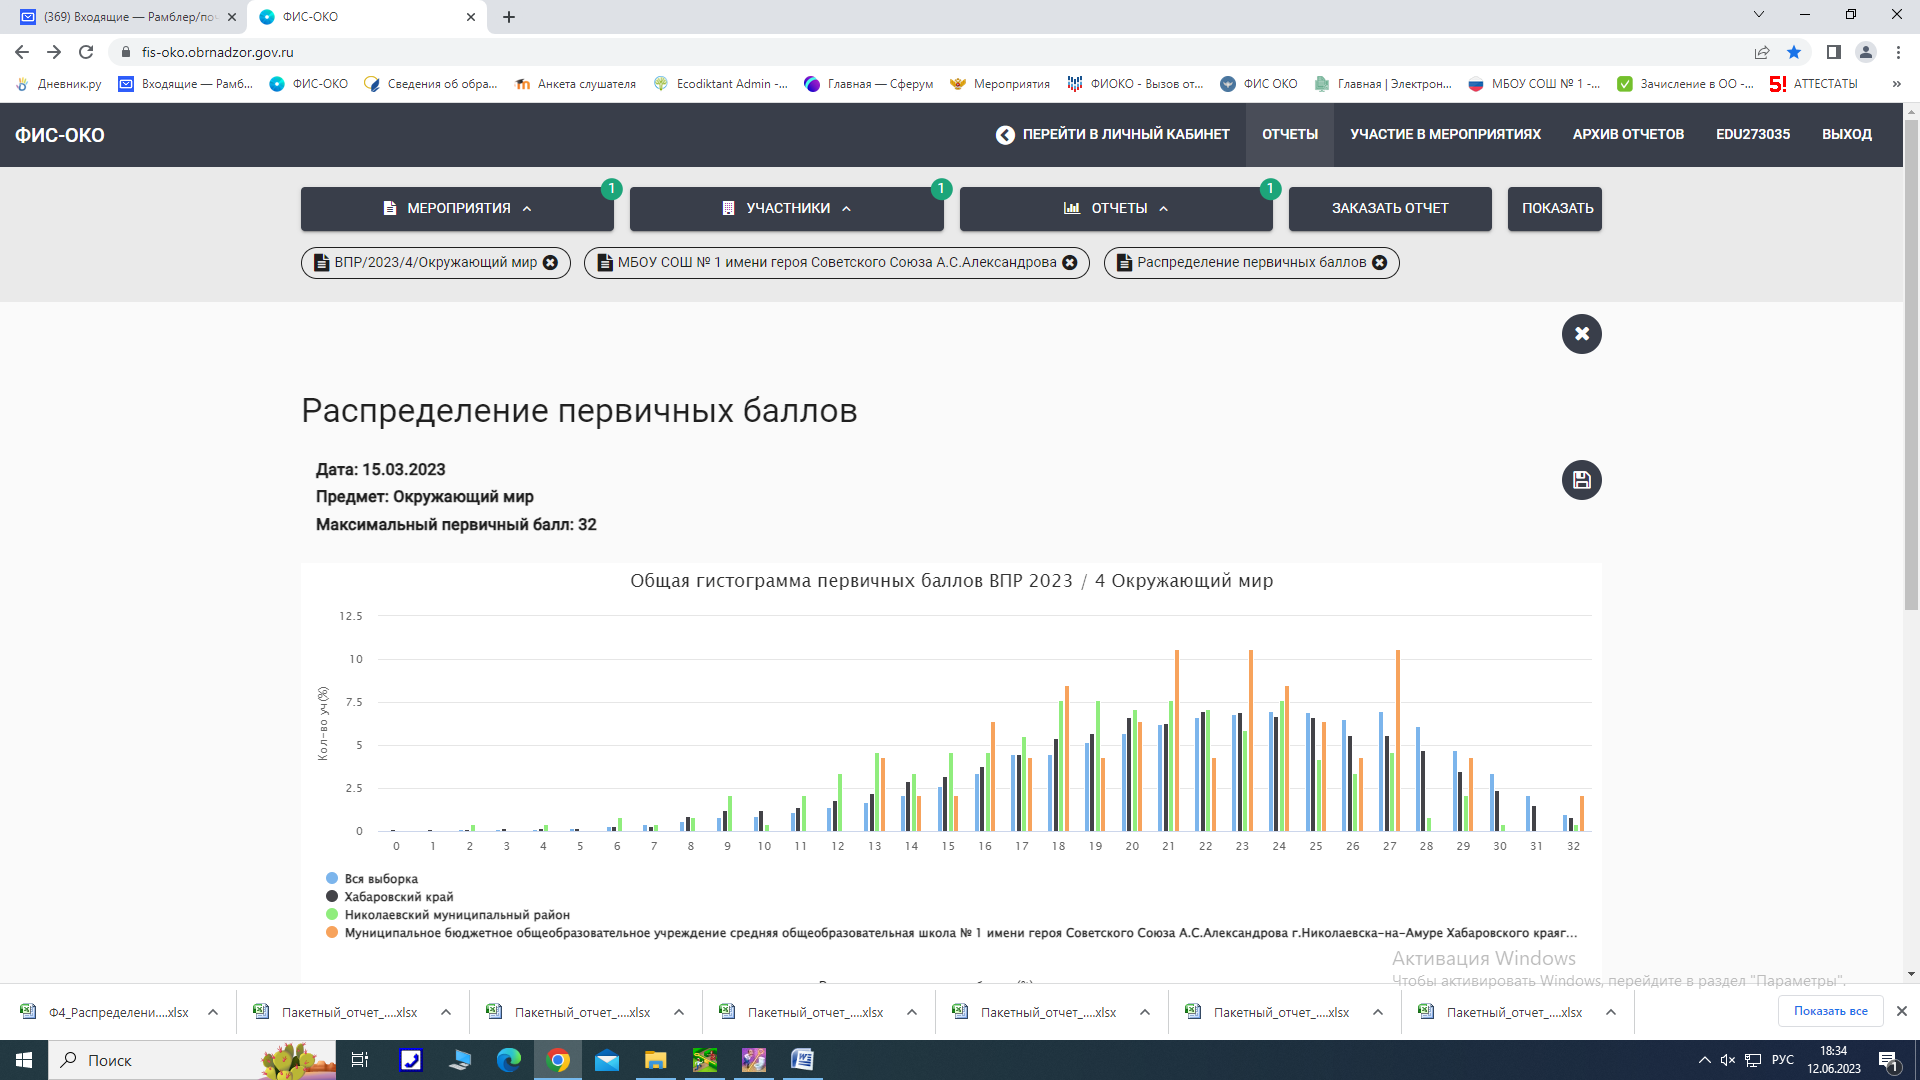 (369) Входящие — Рамблер/по
ФИС-ОКО
fis-oko.obrnadzor.gov.ru
Дневник.ру
Входящие — Рамб...
ФИС-ОКО
Сведения об обра...
Анкета слушателя
Ecodiktant Admin -...
Главная — Сферум
Мероприятия
ФИОКО - Вызов от...
ФИС ОКО
Главная | Электрон...
МБОУ СОШ № 1 -...
Зачисление в ОО -...
5! АТТЕСТАТЫ
»
ФИС-ОКО
ПЕРЕЙТИ В ЛИЧНЫЙ КАБИНЕТ
ОТЧЕТЫ
УЧАСТИЕ В МЕРОПРИЯТИЯХ
АРХИВ ОТЧЕТОВ
EDU273035
ВЫХОД
МЕРОПРИЯТИЯ
1
УЧАСТНИКИ
1
ОТЧЕТЫ
1
ЗАКАЗАТЬ ОТЧЕТ
ПОКАЗАТЬ
ВПР/2023/4/Окружающий мир
МБОУ СОШ № 1 имени героя Советского Союза А.С.Александрова
Распределение первичных баллов
Распределение первичных баллов
Дата: 15.03.2023
Предмет: Окружающий мир
Максимальный первичный балл: 32
Общая гистограмма первичных баллов ВПР 2023 / 4 Окружающий мир
Кол-во уч(%)
12.5
10
7.5
5
2.5
0
0 1 2 3 4 5 6 7 8 9 10 11 12 13 14 15 16 17 18 19 20 21 22 23 24 25 26 27 28 29 30 31 32
Вся выборка
Хабаровский край
Николаевский муниципальный район
Муниципальное бюджетное общеобразовательное учреждение средняя общеобразовательная школа № 1 имени героя Советского Союза А.С.Александрова г.Николаевска-на-Амуре Хабаровского краяг...
Активация Windows
Чтобы активировать Windows, перейдите в раздел "Параметры".
Ф4_Распределени....xlsx
Пакетный_отчет_....xlsx
Пакетный_отчет_....xlsx
Пакетный_отчет_....xlsx
Пакетный_отчет_....xlsx
Пакетный_отчет_....xlsx
Пакетный_отчет_....xlsx
Показать все
Поиск
РУС
18:34
12.06.2023
1